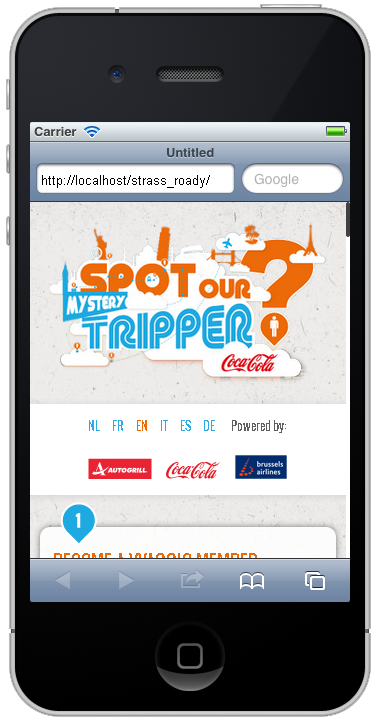 Carrier
Untitled
http://localhost/strass_roady/
Google
SPOT OUR ?
MYSTERY
TRIPPER
Coca-Cola
NL FR EN IT ES DE Powered by:
AUTOGRILL Coca-Cola brussels airlines
1
BECOME A
MEMBER